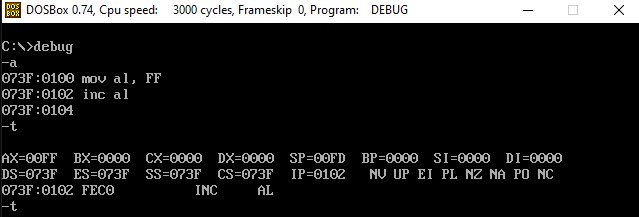 DOS BOX DOSBox 0.74, Cpu speed: 3000 cycles, Frameskip 0, Program: DEBUG
C:\>debug
-a
073F:0100 mov al, FF
073F:0102 inc al
073F:0104
-t
AX=00FF BX=0000 CX=0000 DX=0000 SP=00FD BP=0000 SI=0000 DI=0000
DS=073F ES=073F SS=073F CS=073F IP=0102 NV UP EI PL NZ NA PO NC
073F:0102 FEC0 INC AL
-t